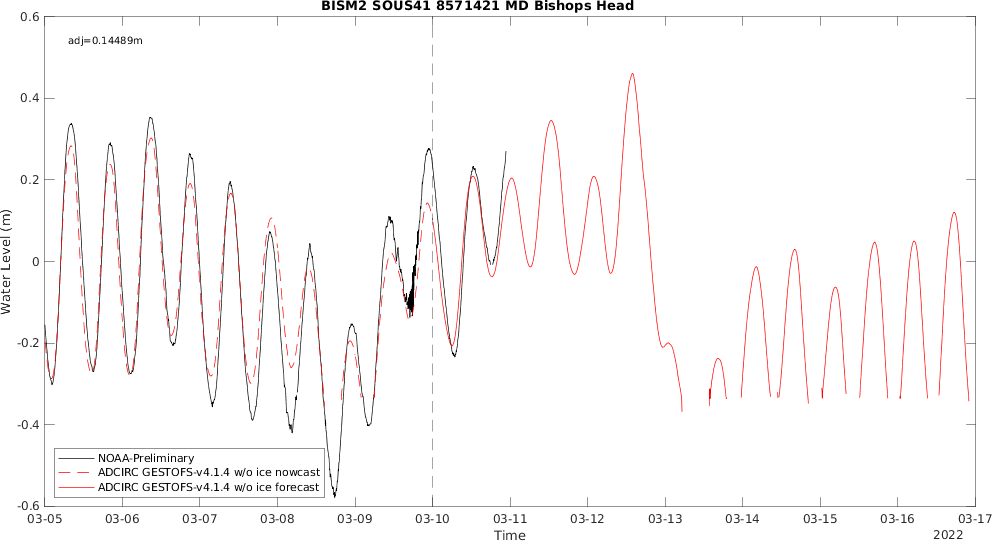 BISM2 SOUS41 8571421 MD Bishops Head
adj=0.14489m
0.6
0.4
0.2
0
-0.2
-0.4
-0.6
Water Level (m)
NOAA-Preliminary
ADCIRC GESTOFS-v4.1.4 w/o ice nowcast
ADCIRC GESTOFS-v4.1.4 w/o ice forecast
03-05 03-06 03-07 03-08 03-09 03-10 03-11 03-12 03-13 03-14 03-15 03-16 03-17
Time
2022